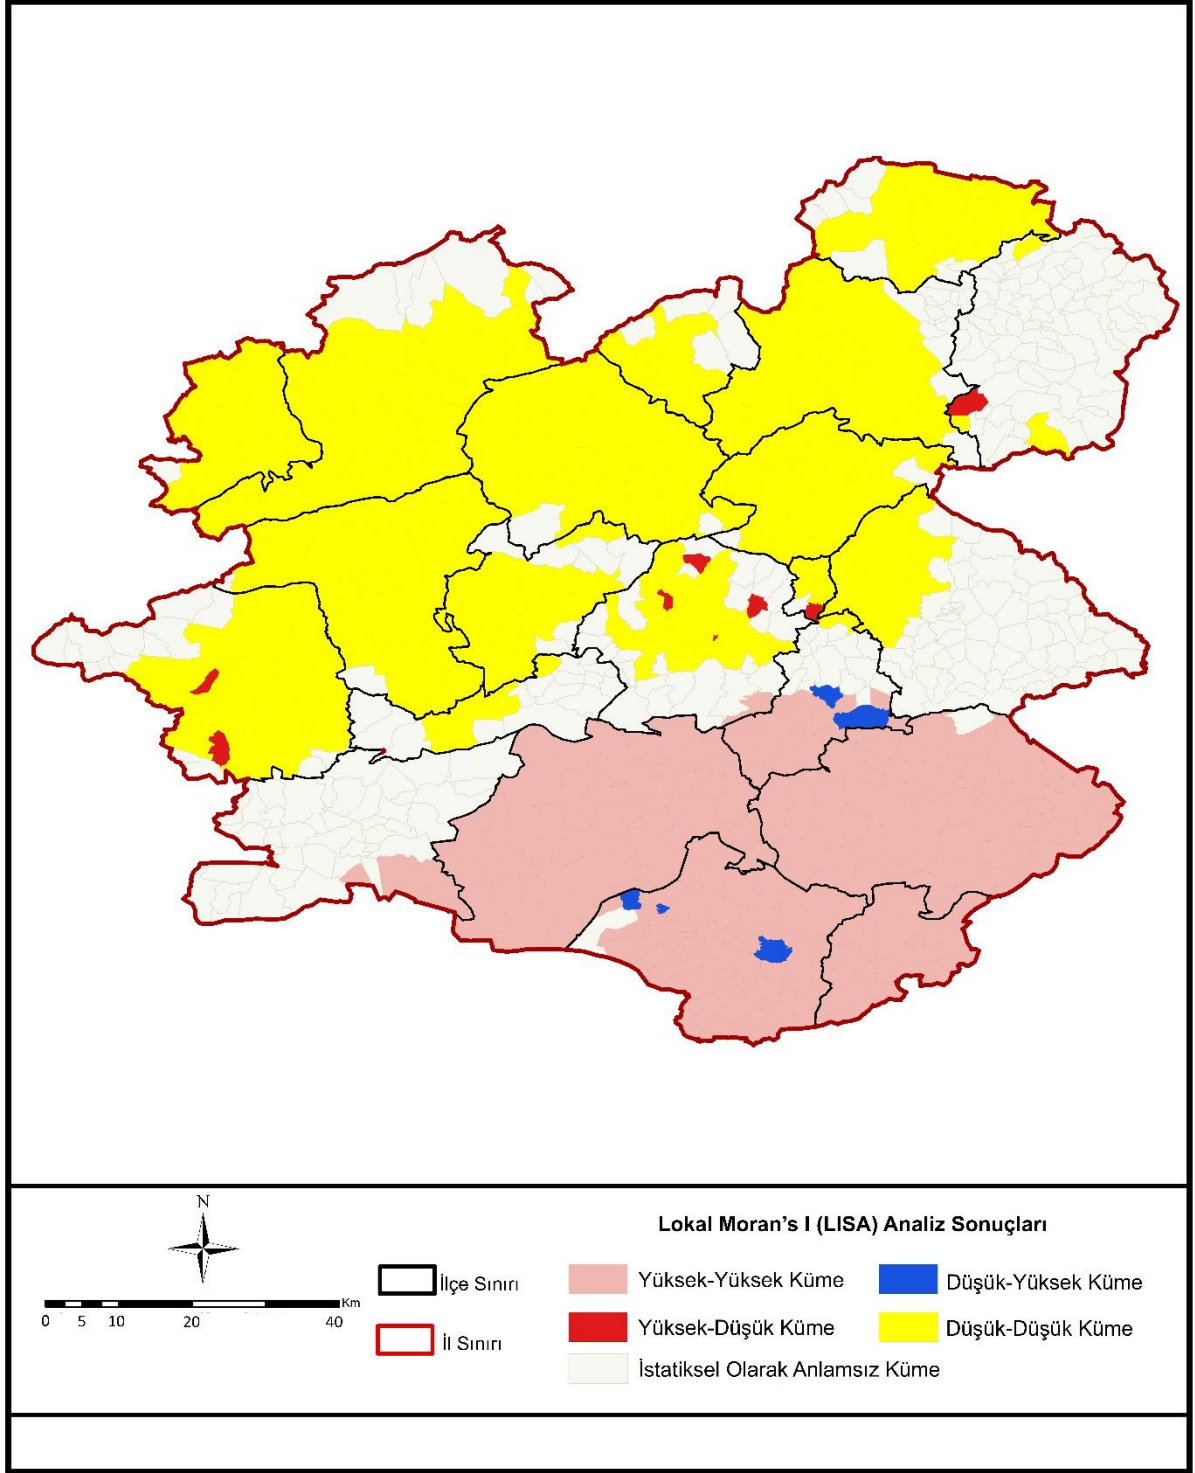 N
Km
0 5 10 20 40
İlçe Sınırı
İl Sınırı
Lokal Moran's I (LISA) Analiz Sonuçları
Yüksek-Yüksek Küme
Düşük-Yüksek Küme
Yüksek-Düşük Küme
Düşük-Düşük Küme
İstatiksel Olarak Anlamsız Küme